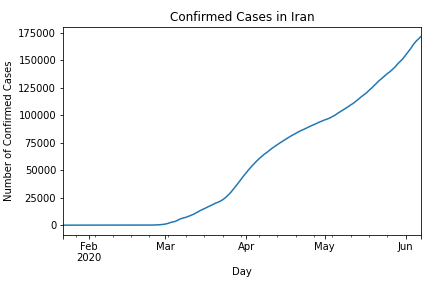 Confirmed Cases in Iran
175000
150000
125000
100000
75000
50000
25000
0
Number of Confirmed Cases
Feb
2020
Mar
Apr
May
Jun
Day